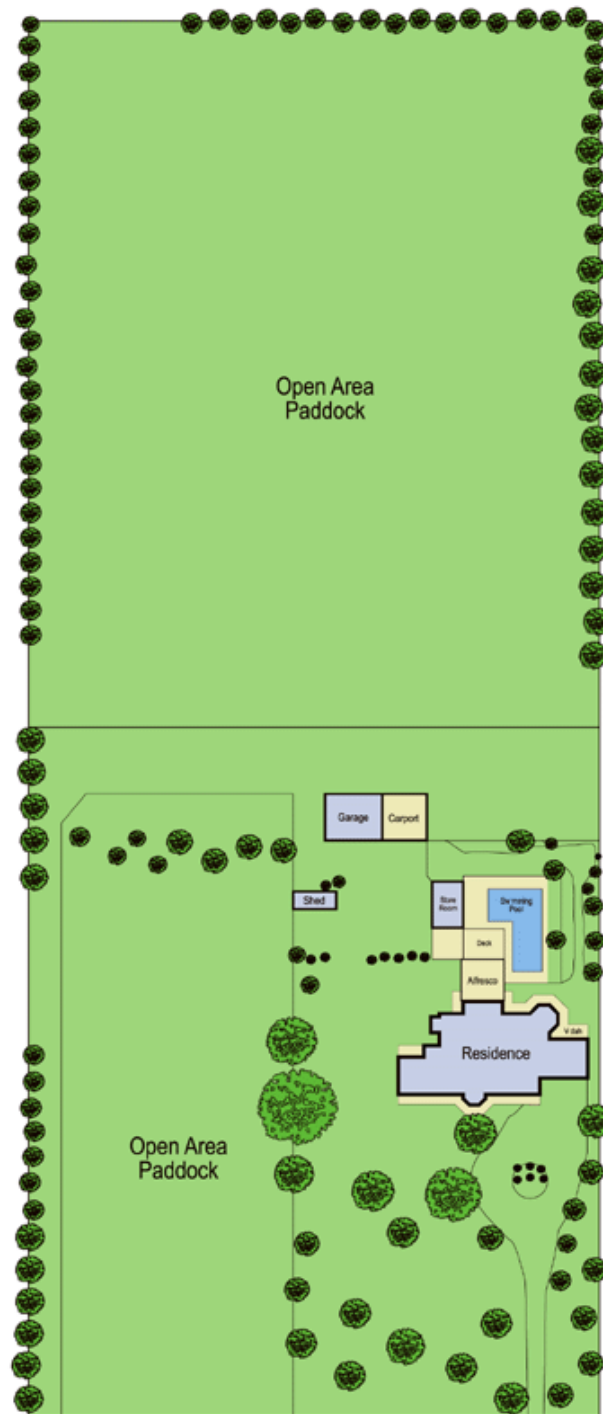 Open Area
Paddock
Garage
Carport
Shed
Store
Room
Swimming
Pool
Deck
Alfresco
V'dah
Residence
Open Area
Paddock